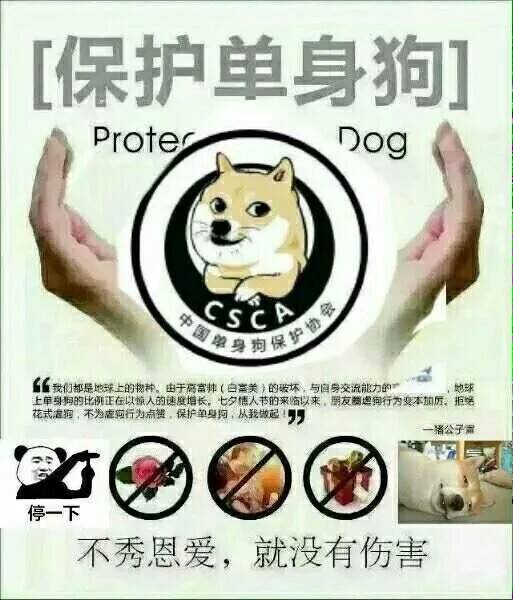 [保护单身狗]
Protec Dog
CSCA
中国单身狗保护协会
“我们都是地球上的物种。由于高富帅（白富美）的破坏，与自身交流能力的 ，地球
上单身狗的比例正在以惊人的速度增长。七夕情人节的来临以来，朋友圈虐狗行为变本加厉。拒绝
花式虐狗，不为虐狗行为点赞，保护单身狗，从我做起！”
一猪公子宣
停一下
不秀恩爱，就没有伤害